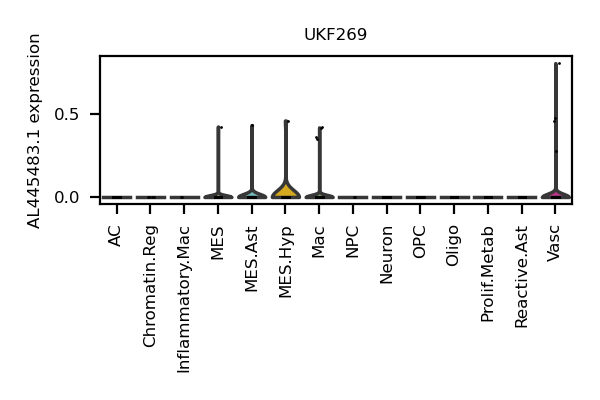 UKF269
AL445483.1 expression
0.5
0.0
AC
Chromatin.Reg
Inflammatory.Mac
MES
MES.Ast
MES.Hyp
Mac
NPC
Neuron
OPC
Oligo
Prolif.Metab
Reactive.Ast
Vasc